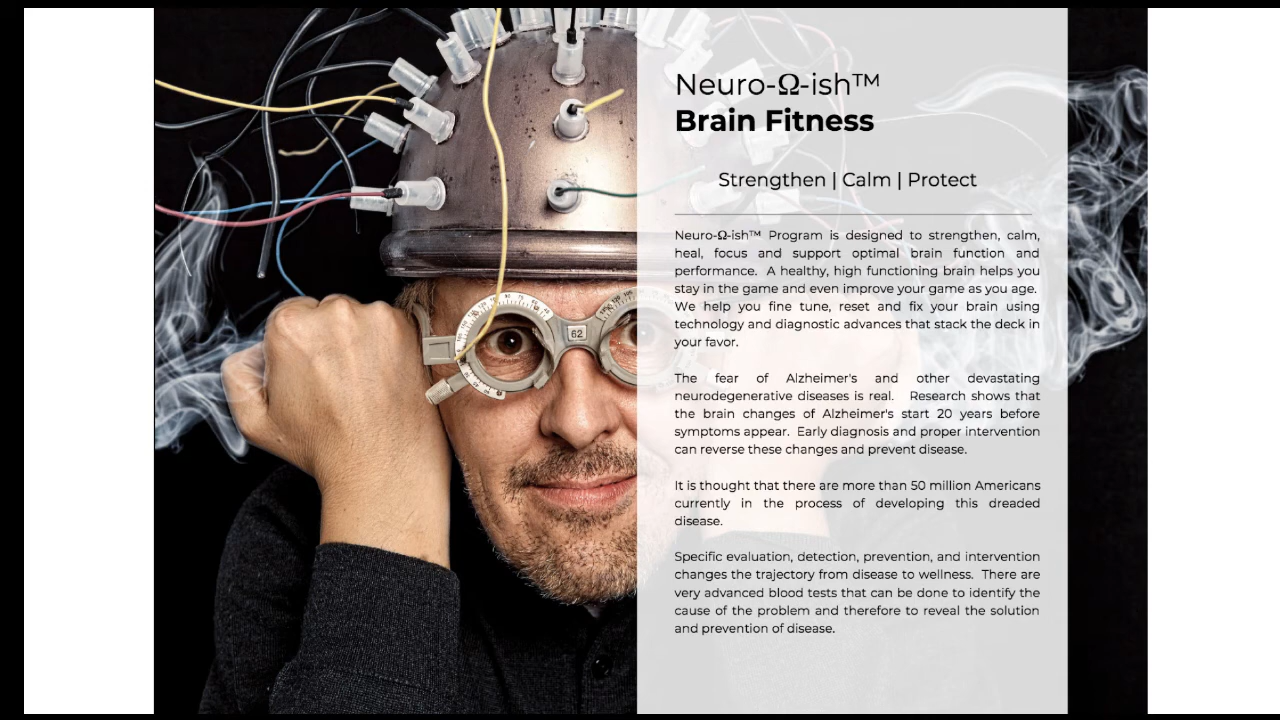 Neuro-Ω-ish™
Brain Fitness
Strengthen | Calm | Protect
Neuro-Ω-ish™ Program is designed to strengthen, calm,
heal, focus and support optimal brain function and
performance. A healthy, high functioning brain helps you
stay in the game and even improve your game as you age.
We help you fine tune, reset and fix your brain using
technology and diagnostic advances that stack the deck in
your favor.
The fear of Alzheimer's and other devastating
neurodegenerative diseases is real. Research shows that
the brain changes of Alzheimer's start 20 years before
symptoms appear. Early diagnosis and proper intervention
can reverse these changes and prevent disease.
It is thought that there are more than 50 million Americans
currently in the process of developing this dreaded
disease.
Specific evaluation, detection, prevention, and intervention
changes the trajectory from disease to wellness. There are
very advanced blood tests that can be done to identify the
cause of the problem and therefore to reveal the solution
and prevention of disease.
62